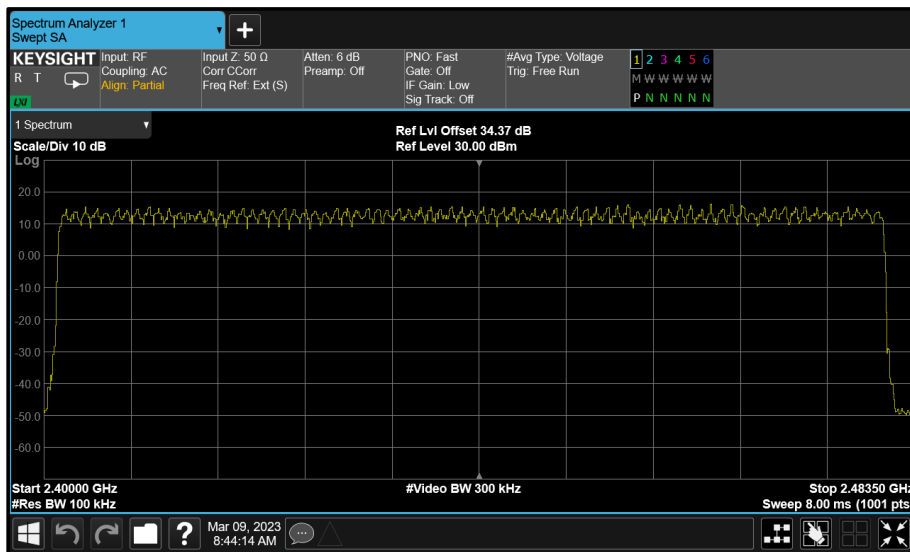 Spectrum Analyzer 1
Swept SA
+
KEYSIGHT
R T
LXI
Input: RF
Coupling: AC
Align: Partial
Input Z: 50 Ω
Corr CCorr
Freq Ref: Ext (S)
Atten: 6 dB
Preamp: Off
PNO: Fast
Gate: Off
IF Gain: Low
Sig Track: Off
#Avg Type: Voltage
Trig: Free Run
1 2 3 4 5 6
M W W W W W
P N N N N N
1 Spectrum
Scale/Div 10 dB
Ref Lvl Offset 34.37 dB
Ref Level 30.00 dBm
Log
20.0
10.0
0.00
-10.0
-20.0
-30.0
-40.0
-50.0
-60.0
Start 2.40000 GHz
#Res BW 100 kHz
#Video BW 300 kHz
Stop 2.48350 GHz
Sweep 8.00 ms (1001 pts
?
Mar 09, 2023
8:44:14 AM